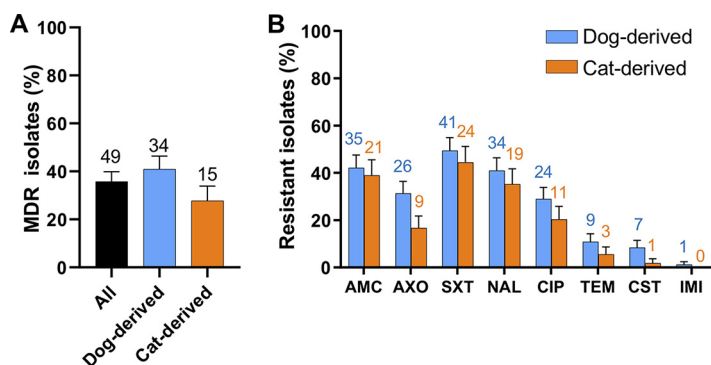 A
MDR isolates (%)
100
80
60
40
20
0
49
34
15
All
Dog-derived
Cat-derived
B
Resistant isolates (%)
100
80
60
40
20
0
Dog-derived
Cat-derived
35 21
26 9
41 24
34 19
24 11
9 3
7 1
1 0
AMC AXO SXT NAL CIP TEM CST IMI